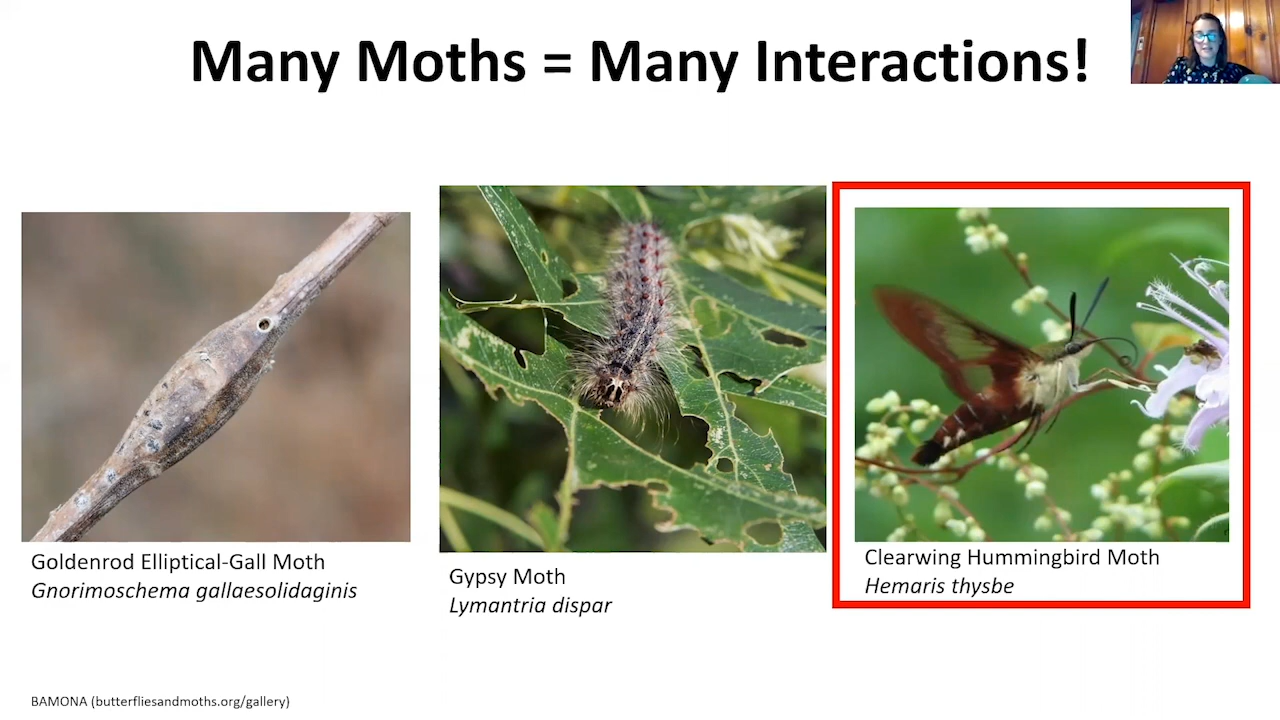 Many Moths = Many Interactions!
Goldenrod Elliptical-Gall Moth
Gnorimoschema gallaesolidaginis
Gypsy Moth
Lymantria dispar
Clearwing Hummingbird Moth
Hemaris thysbe
BAMONA (butterfliesandmoths.org/gallery)